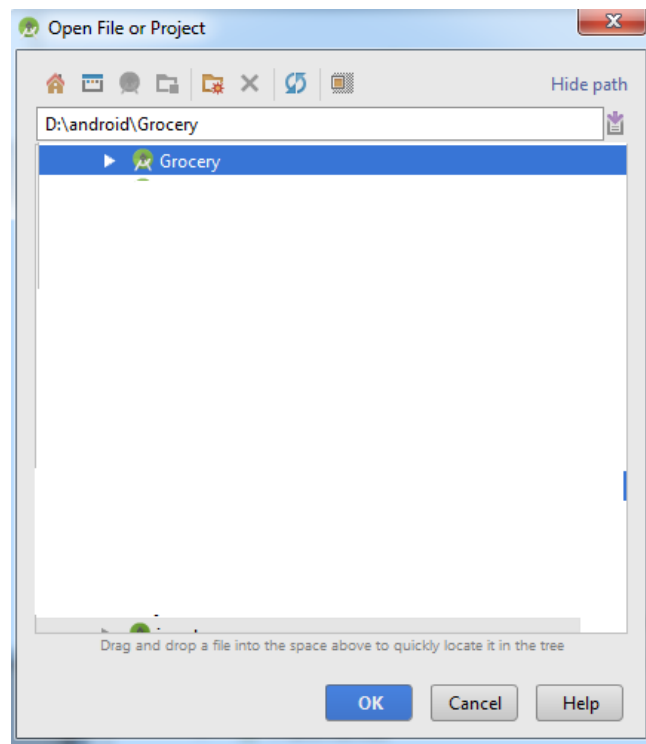 Open File or Project
Hide path
D:\android\Grocery
Grocery
Drag and drop a file into the space above to quickly locate it in the tree
OK
Cancel
Help